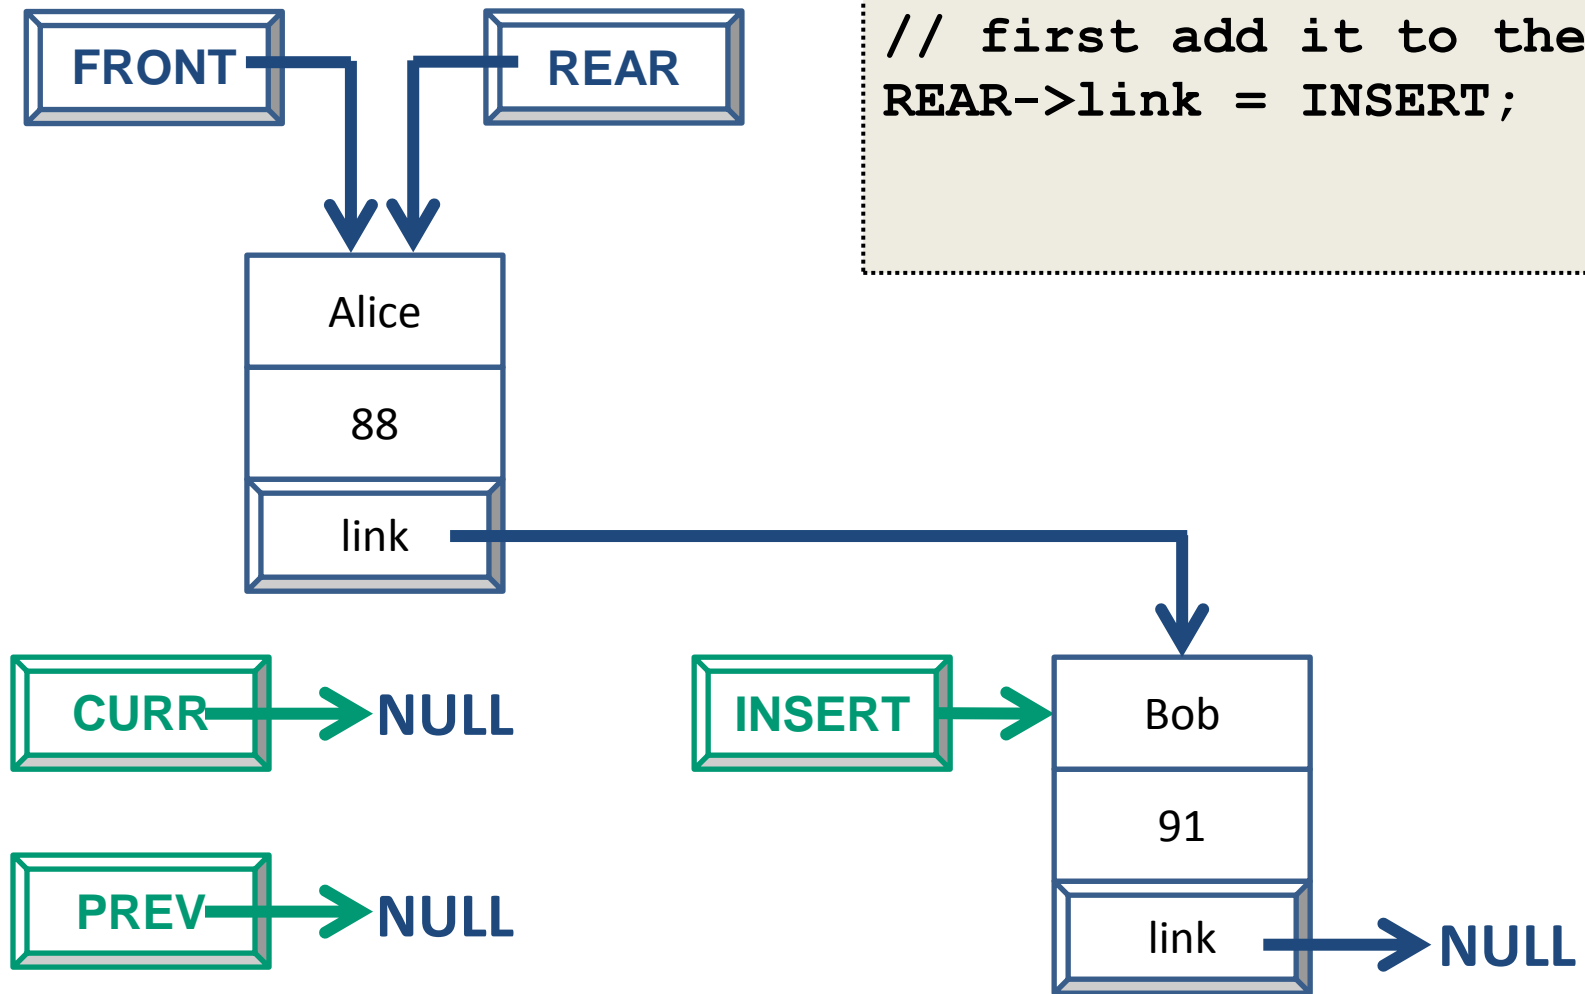 // first add it to the
REAR->link = INSERT;
FRONT
REAR
Alice
88
link
CURR
NULL
INSERT
Bob
91
PREV
NULL
link
NULL